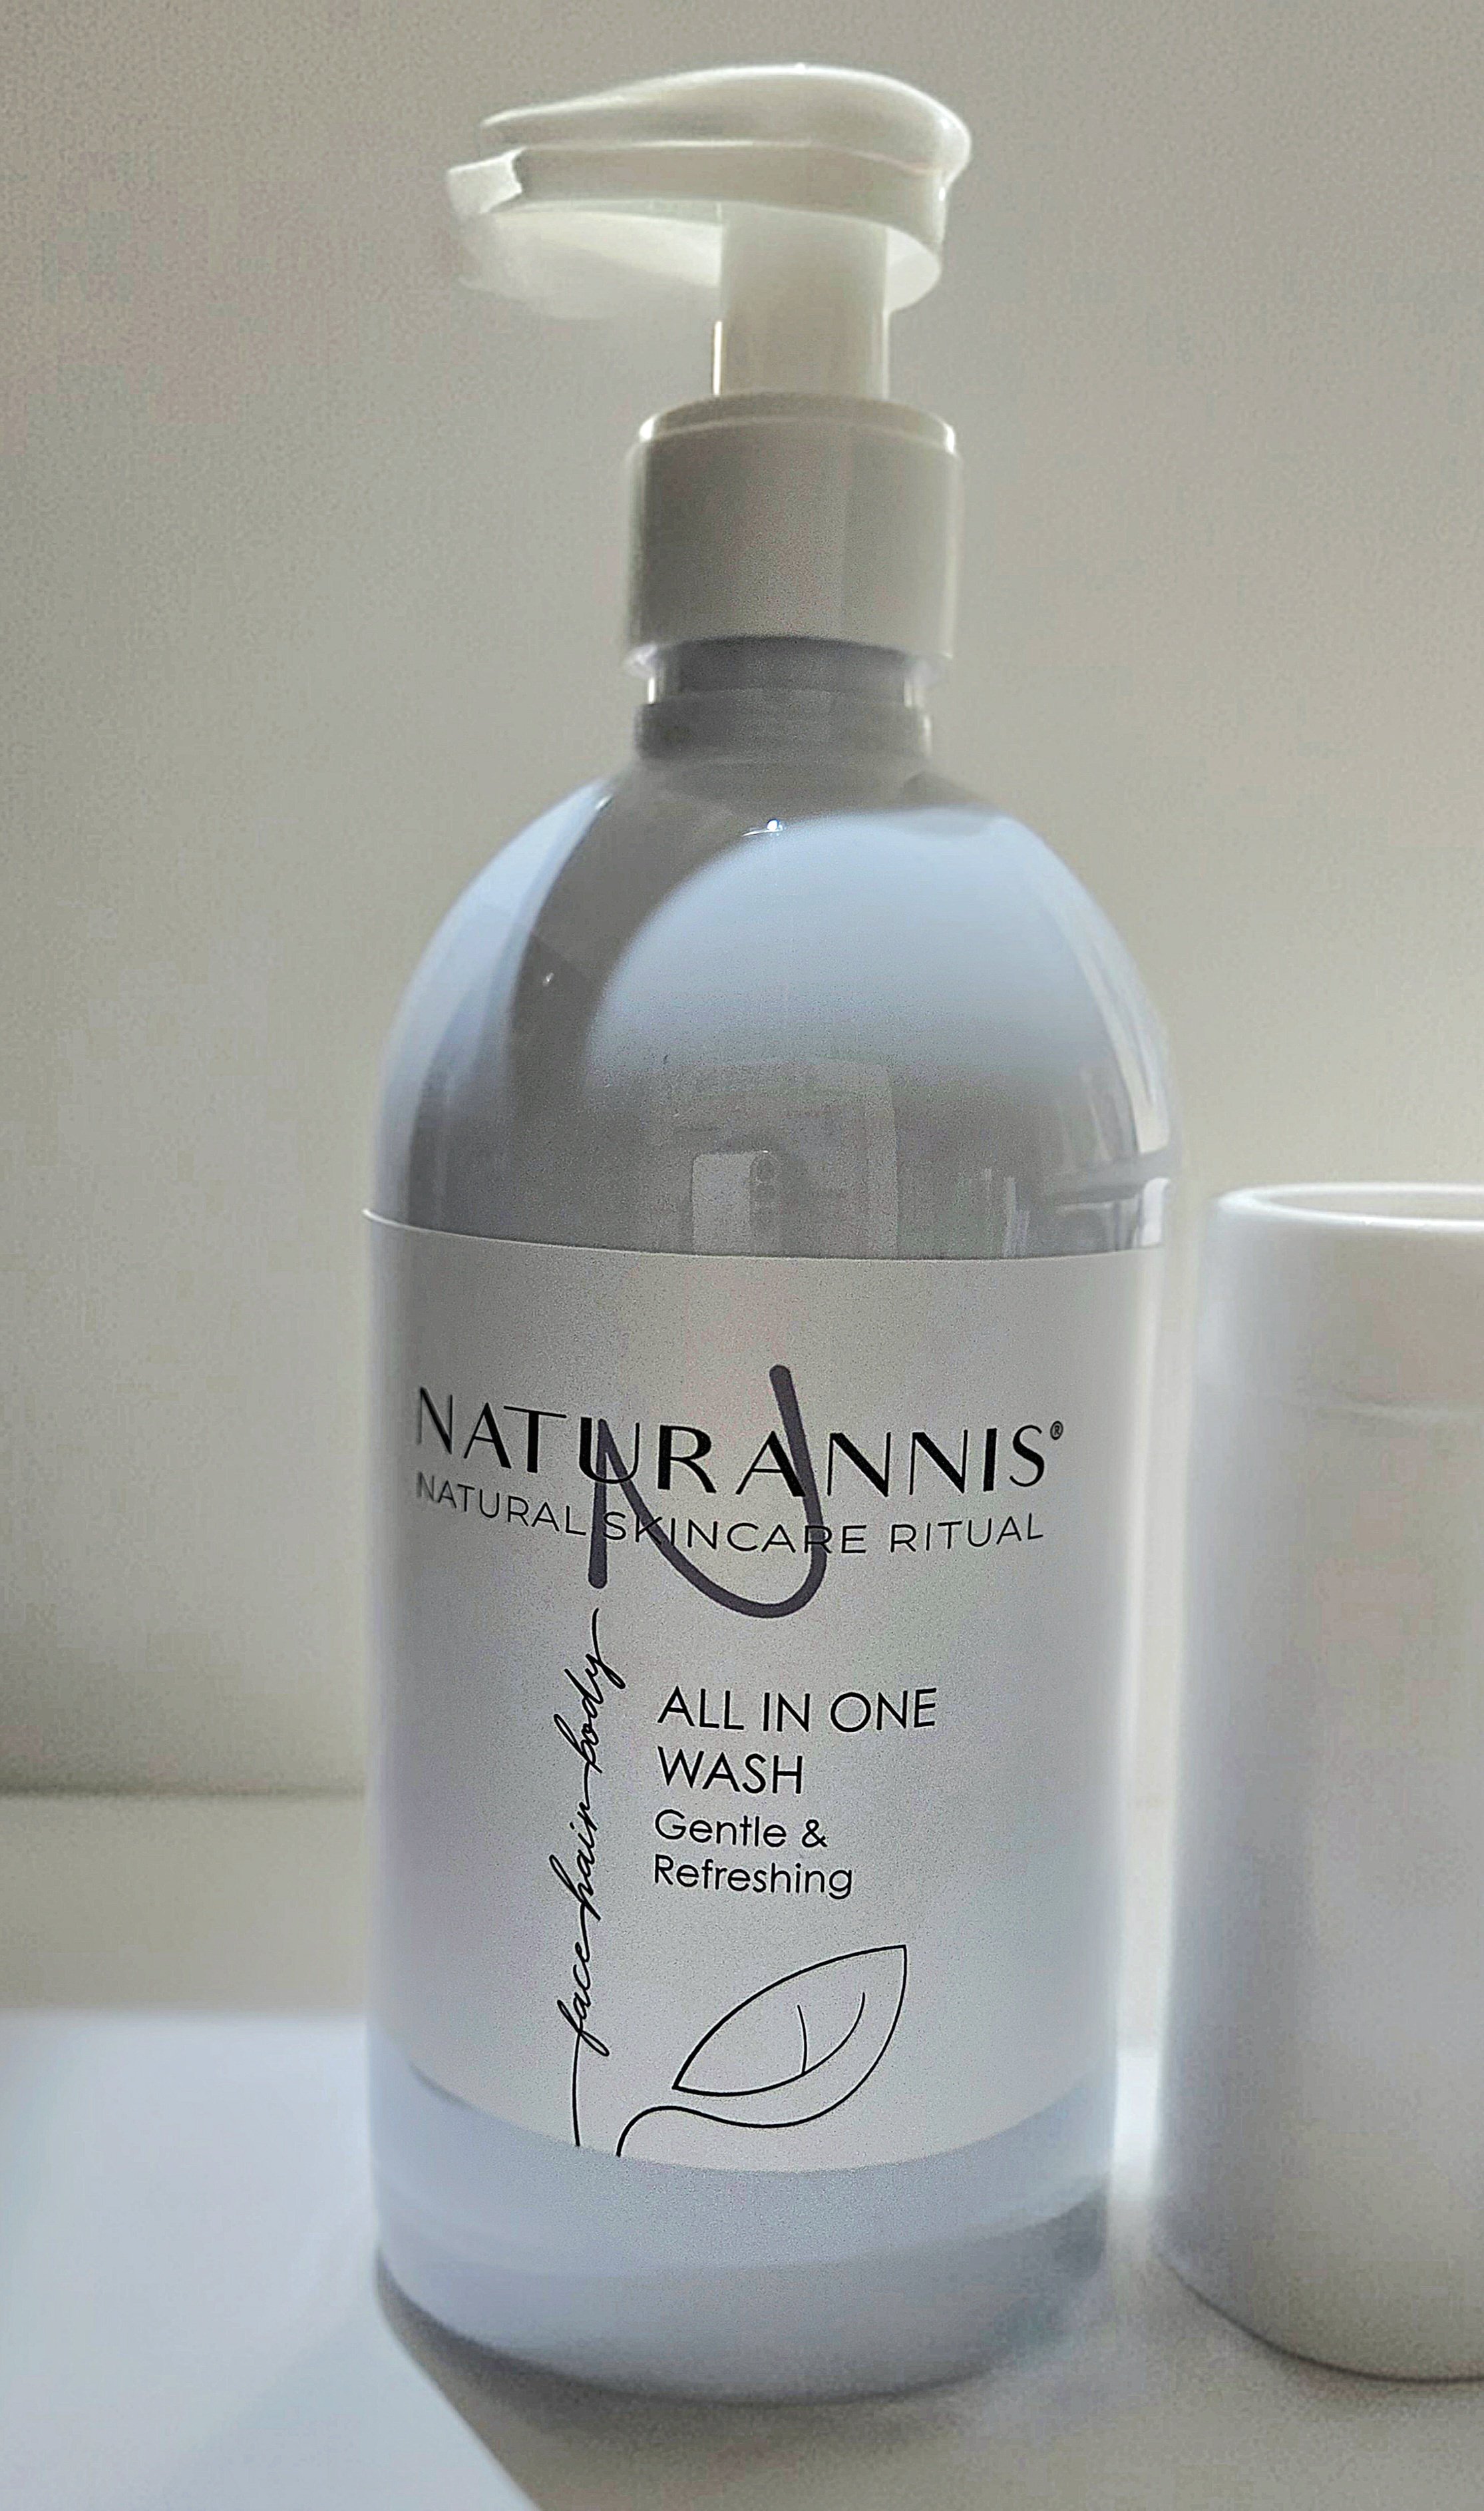 NATURANNIS®
NATURAL SKINCARE RITUAL
face hair body
ALL IN ONE
WASH
Gentle &
Refreshing